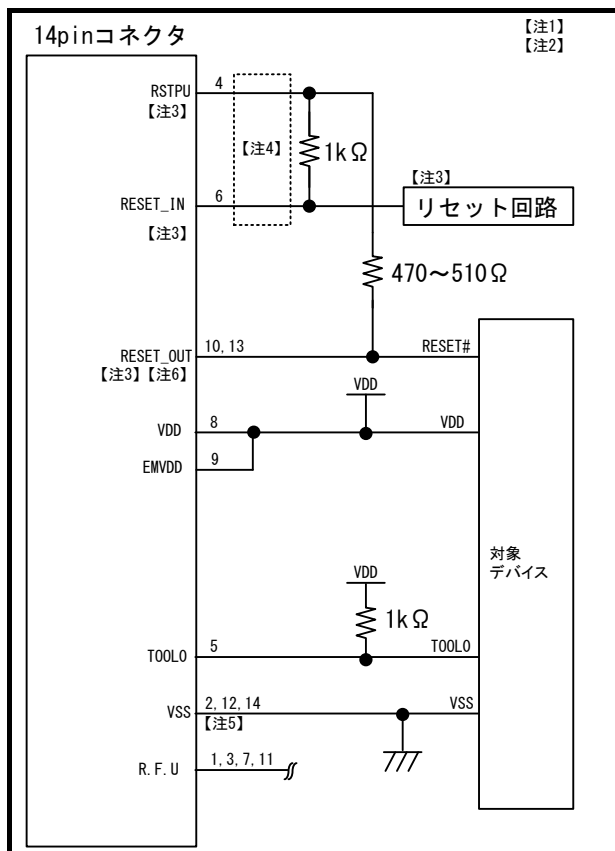 14pinコネクタ
【注1】
【注2】
RSTPU
4
【注3】
【注4】
1kΩ
RESET_IN
6
【注3】
【注3】
リセット回路
470～510Ω
RESET_OUT
10, 13
RESET#
【注3】【注6】
VDD
VDD
8
VDD
EMVDD
9
対象
デバイス
VDD
1kΩ
TOOL0
5
TOOL0
VSS
2, 12, 14
VSS
【注5】
R.F.U
1, 3, 7, 11